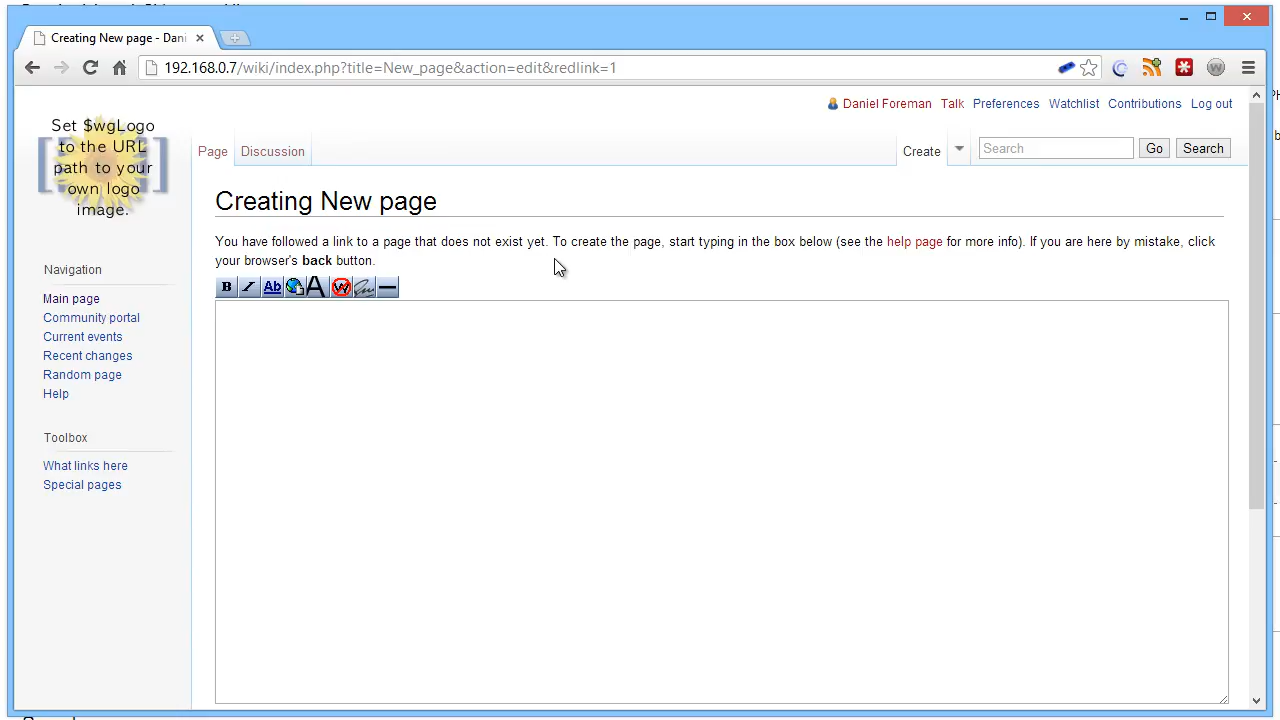 Creating New page - Dani
192.168.0.7/wiki/index.php?title=New_page&action=edit&redlink=1
Daniel Foreman Talk Preferences Watchlist Contributions Log out
Set $wgLogo
to the URL
path to your
own logo
image.
Page Discussion Create Search Go Search
Creating New page
You have followed a link to a page that does not exist yet. To create the page, start typing in the box below (see the help page for more info). If you are here by mistake, click
your browser's back button.
B I Ab A W
Navigation
Main page
Community portal
Current events
Recent changes
Random page
Help
Toolbox
What links here
Special pages